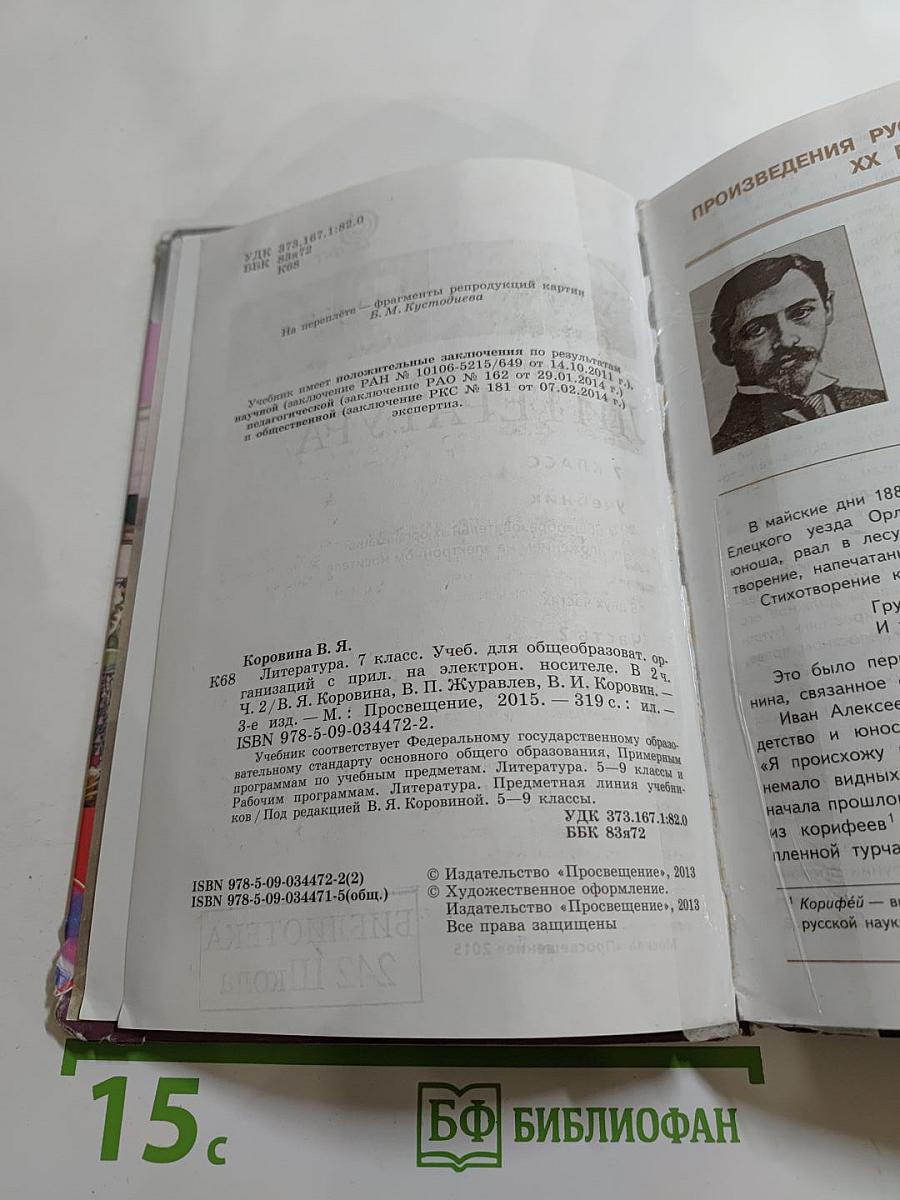 УДК 373.167.1:82.0
ББК 83я72
К68
На переплёте — фрагменты репродукций картин
Б. М. Кустодиева
Учебник имеет положительные заключения по результатам
научной (заключение РАН № 10106-5215/649 от 14.10.2011 г.),
педагогической (заключение РАО № 162 от 29.01.2014 г.)
и общественной (заключение РКС № 181 от 07.02.2014 г.)
экспертиз.
Коровина В. Я.
К68 Литература. 7 класс. Учеб. для общеобразоват. ор-
ганизаций с прил. на электрон. носителе. В 2 ч.
Ч. 2 / В. Я. Коровина, В. П. Журавлев, В. И. Коровин. —
3-е изд. — М. : Просвещение, 2015. — 319 с. : ил. —
ISBN 978-5-09-034472-2.
Учебник соответствует Федеральному государственному образо-
вательному стандарту основного общего образования, Примерным
программам по учебным предметам. Литература. 5—9 классы и
Рабочим программам. Литература. Предметная линия учебни-
ков / Под редакцией В. Я. Коровиной. 5—9 классы.
УДК 373.167.1:82.0
ББК 83я72
ISBN 978-5-09-034472-2(2)
ISBN 978-5-09-034471-5(общ.)
© Издательство «Просвещение», 2013
© Художественное оформление.
Издательство «Просвещение», 2013
Все права защищены
БИБЛИОТЕКА
242 Школа
ПРОИЗВЕДЕНИЯ РУС
XX В
В майские дни 188
Елецкого уезда Орл
юноша, рвал в лесу
творение, напечатан
Стихотворение к
Гру
И
Это было пер
нина, связанное
Иван Алексее
детство и юнос
«Я происхожу
немало видных
начала прошло
из корифеев¹
пленной турча
¹ Корифе́й — в
русской наук
15 с
БФ БИБЛИОФАН